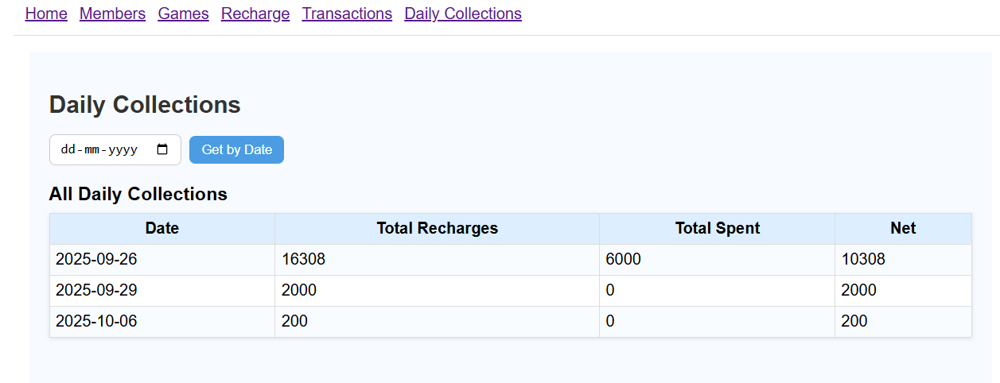 Home Members Games Recharge Transactions Daily Collections
Daily Collections
dd-mm-yyyy Get by Date
All Daily Collections
Date Total Recharges Total Spent Net
2025-09-26 16308 6000 10308
2025-09-29 2000 0 2000
2025-10-06 200 0 200